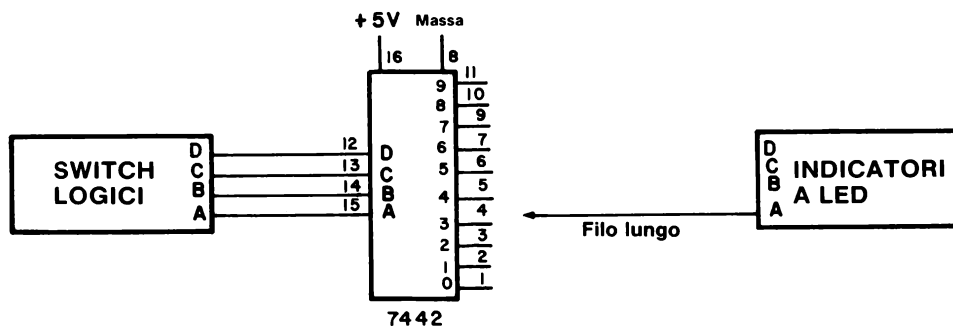 +5V Massa
16 8
SWITCH
LOGICI
D
C
B
A
12
13
14
15
D
C
B
A
9 11
8 10
7 9
6 7
5 6
4 5
3 4
2 3
1 2
0 1
7442
Filo lungo
D
C
B
A
INDICATORI
A LED